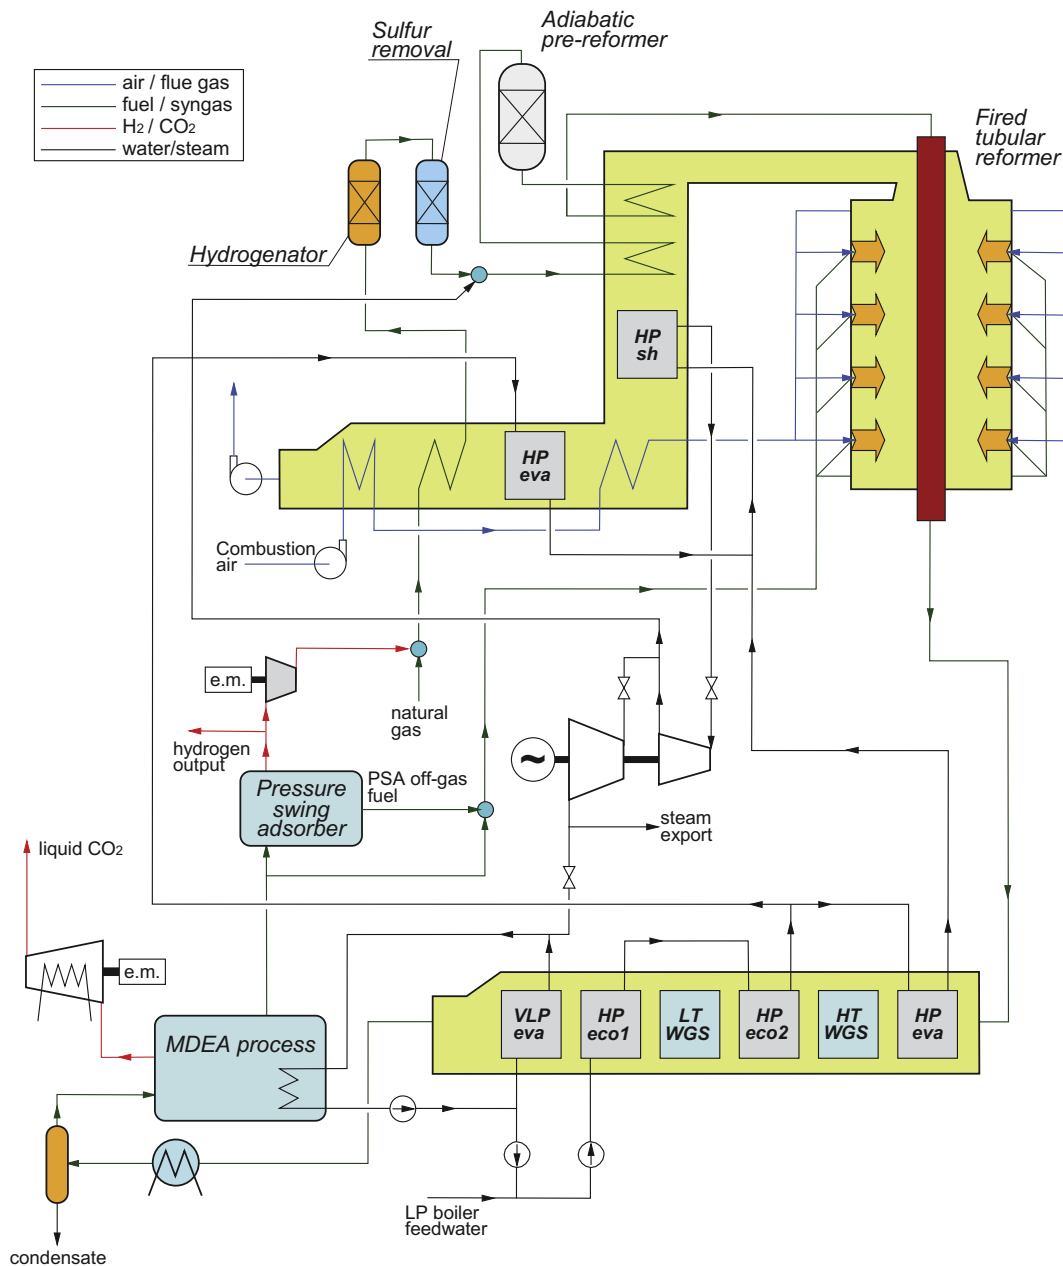 Sulfur
removal
Adiabatic
pre-reformer
air / flue gas
fuel / syngas
H₂ / CO₂
water/steam
Fired
tubular
reformer
Hydrogenator
HP
sh
HP
eva
Combustion
air
e.m.
natural
gas
hydrogen
output
PSA off-gas
fuel
Pressure
swing
adsorber
~
steam
export
liquid CO₂
e.m.
VLP
eva
HP
eco1
LT
WGS
HP
eco2
HT
WGS
HP
eva
MDEA process
LP boiler
feedwater
condensate